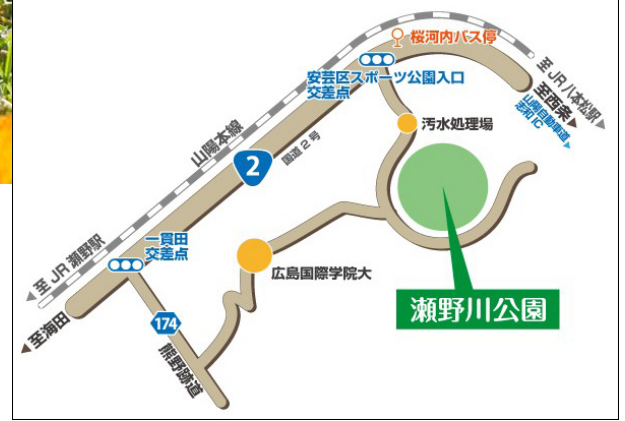 桜河内バス停
安芸区スポーツ公園入口
交差点
至JR八本松駅
至西条
山陽自動車道
志和IC
汚水処理場
山陽本線
2
国道2号
一貫田
交差点
至JR瀬野駅
至海田
広島国際学院大
瀬野川公園
174
熊野跡道